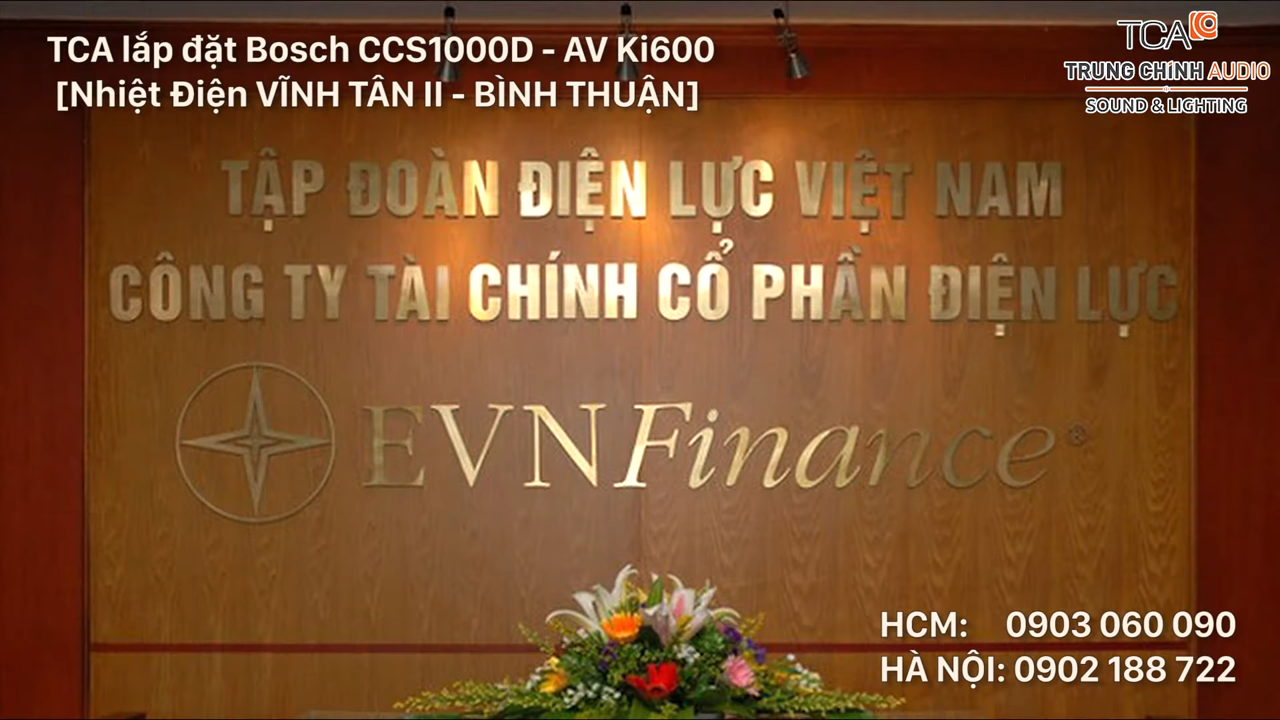 TCA lắp đặt Bosch CCS1000D - AV Ki600
[Nhiệt Điện VĨNH TÂN II - BÌNH THUẬN]
TCA
TRUNG CHÍNH AUDIO
SOUND & LIGHTING
TẬP ĐOÀN ĐIỆN LỰC VIỆT NAM
CÔNG TY TÀI CHÍNH CỔ PHẦN ĐIỆN LỰC
EVNFinance®
HCM: 0903 060 090
HÀ NỘI: 0902 188 722